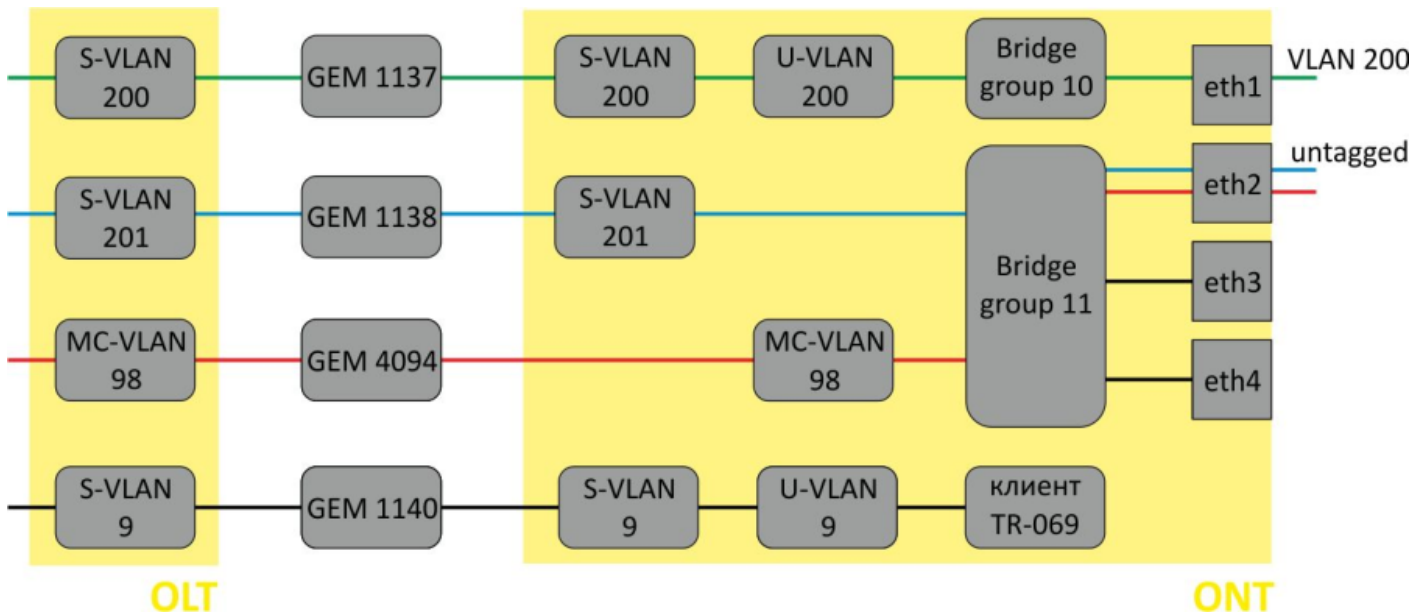 S-VLAN
200
GEM 1137
S-VLAN
200
U-VLAN
200
Bridge
group 10
eth1
VLAN 200
S-VLAN
201
GEM 1138
S-VLAN
201
Bridge
group 11
eth2
untagged
eth3
MC-VLAN
98
GEM 4094
MC-VLAN
98
eth4
S-VLAN
9
GEM 1140
S-VLAN
9
U-VLAN
9
клиент
TR-069
OLT
ONT